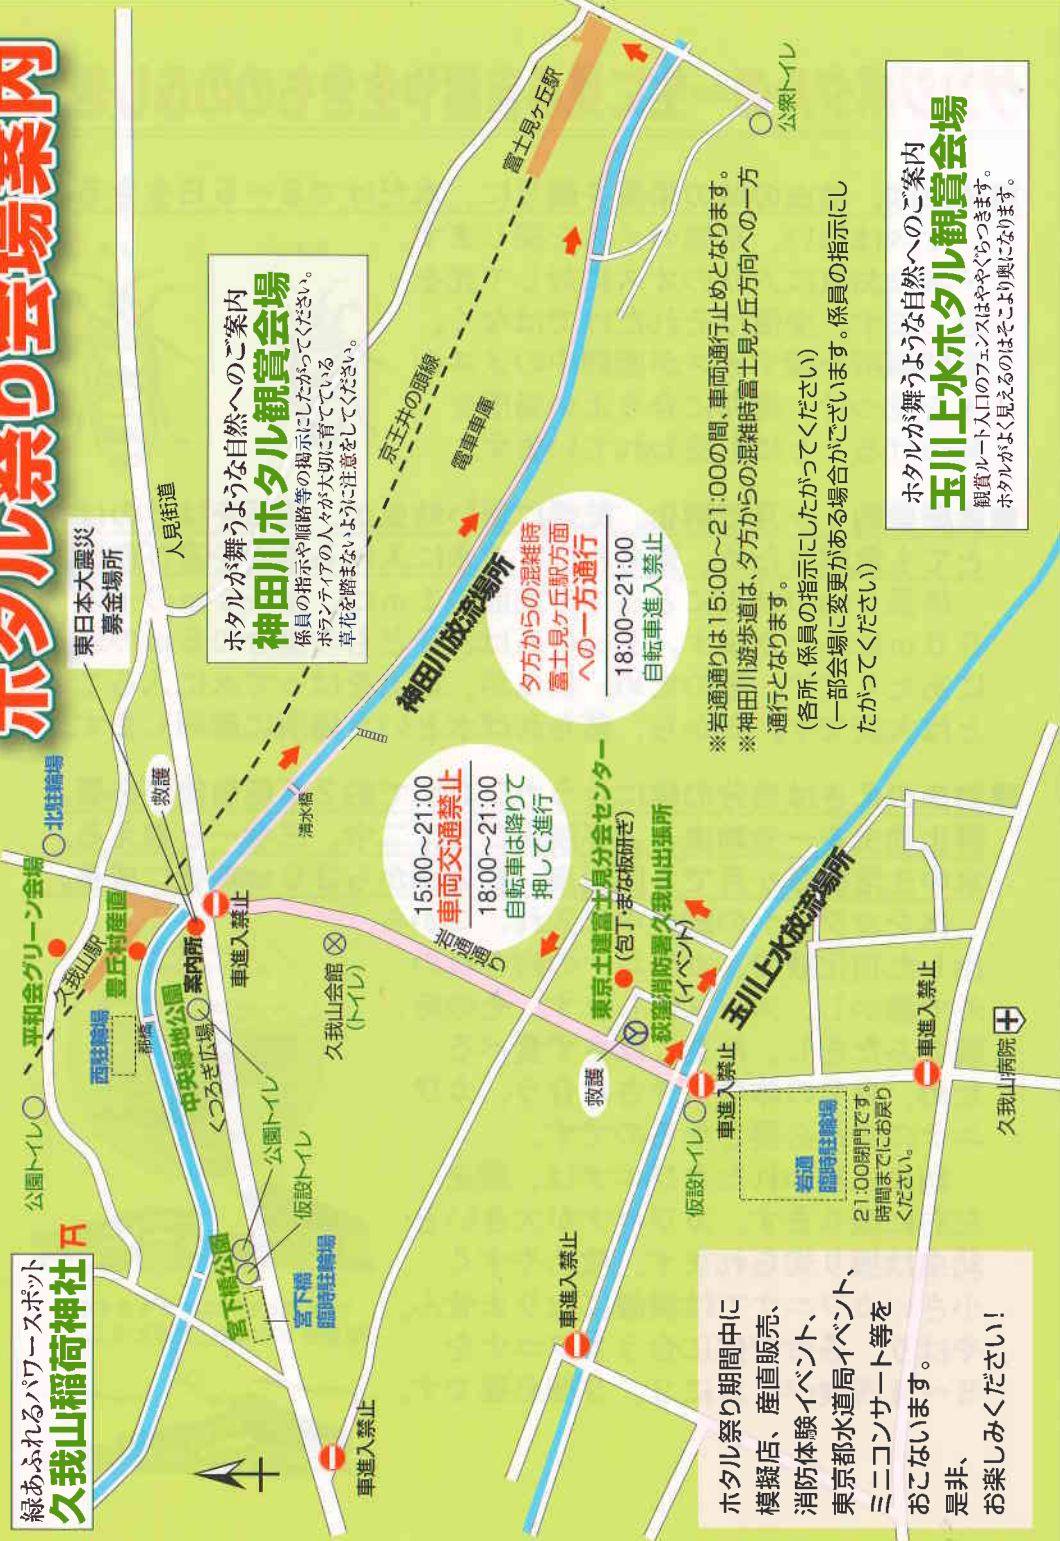 ホタル祭り会場案内
緑あふれるパワースポット
久我山稲荷神社
公園トイレ
平和会グリーン会場
北駐輪場
久我山駅
豊丘村産直
西駐輪場
都橋
中央緑地公園
くつろぎ広場
案内所
救護
東日本大震災
募金場所
人見街道
車進入禁止
公園トイレ
仮設トイレ
宮下橋公園
宮下橋
臨時駐輪場
車進入禁止
久我山会館
(トイレ)
清水橋
ホタルが舞うような自然へのご案内
神田川ホタル観賞会場
係員の指示や順路等の掲示にしたがってください。
ボランティアの人々が大切に育てている
草花を踏まないように注意をしてください。
京王井の頭線
電車車庫
富士見ヶ丘駅
神田川放流場所
公衆トイレ
15:00〜21:00
車両交通禁止
18:00〜21:00
自転車は降りて
押して進行
夕方からの混雑時
富士見ヶ丘駅方面
への一方通行
18:00〜21:00
自転車進入禁止
岩通通り
東京土建富士見分会センター
(包丁・まな板研ぎ)
荻窪消防署久我山出張所
(イベント)
救護
玉川上水放流場所
仮設トイレ
車進入禁止
車進入禁止
岩通
臨時駐輪場
21:00閉門です。
時間までにお戻り
ください。
車進入禁止
久我山病院
※岩通通りは15:00〜21:00の間、車両通行止めとなります。
※神田川遊歩道は、夕方からの混雑時富士見ヶ丘方向への一方
通行となります。
(各所、係員の指示にしたがってください)
(一部会場に変更がある場合がございます。係員の指示にし
たがってください)
ホタルが舞うような自然へのご案内
玉川上水ホタル観賞会場
観賞ルート入口のフェンスはややぐらつきます。
ホタルがよく見えるのはそこより奥になります。
ホタル祭り期間中に
模擬店、産直販売、
消防体験イベント、
東京都水道局イベント、
ミニコンサート等を
おこないます。
是非、
お楽しみください!